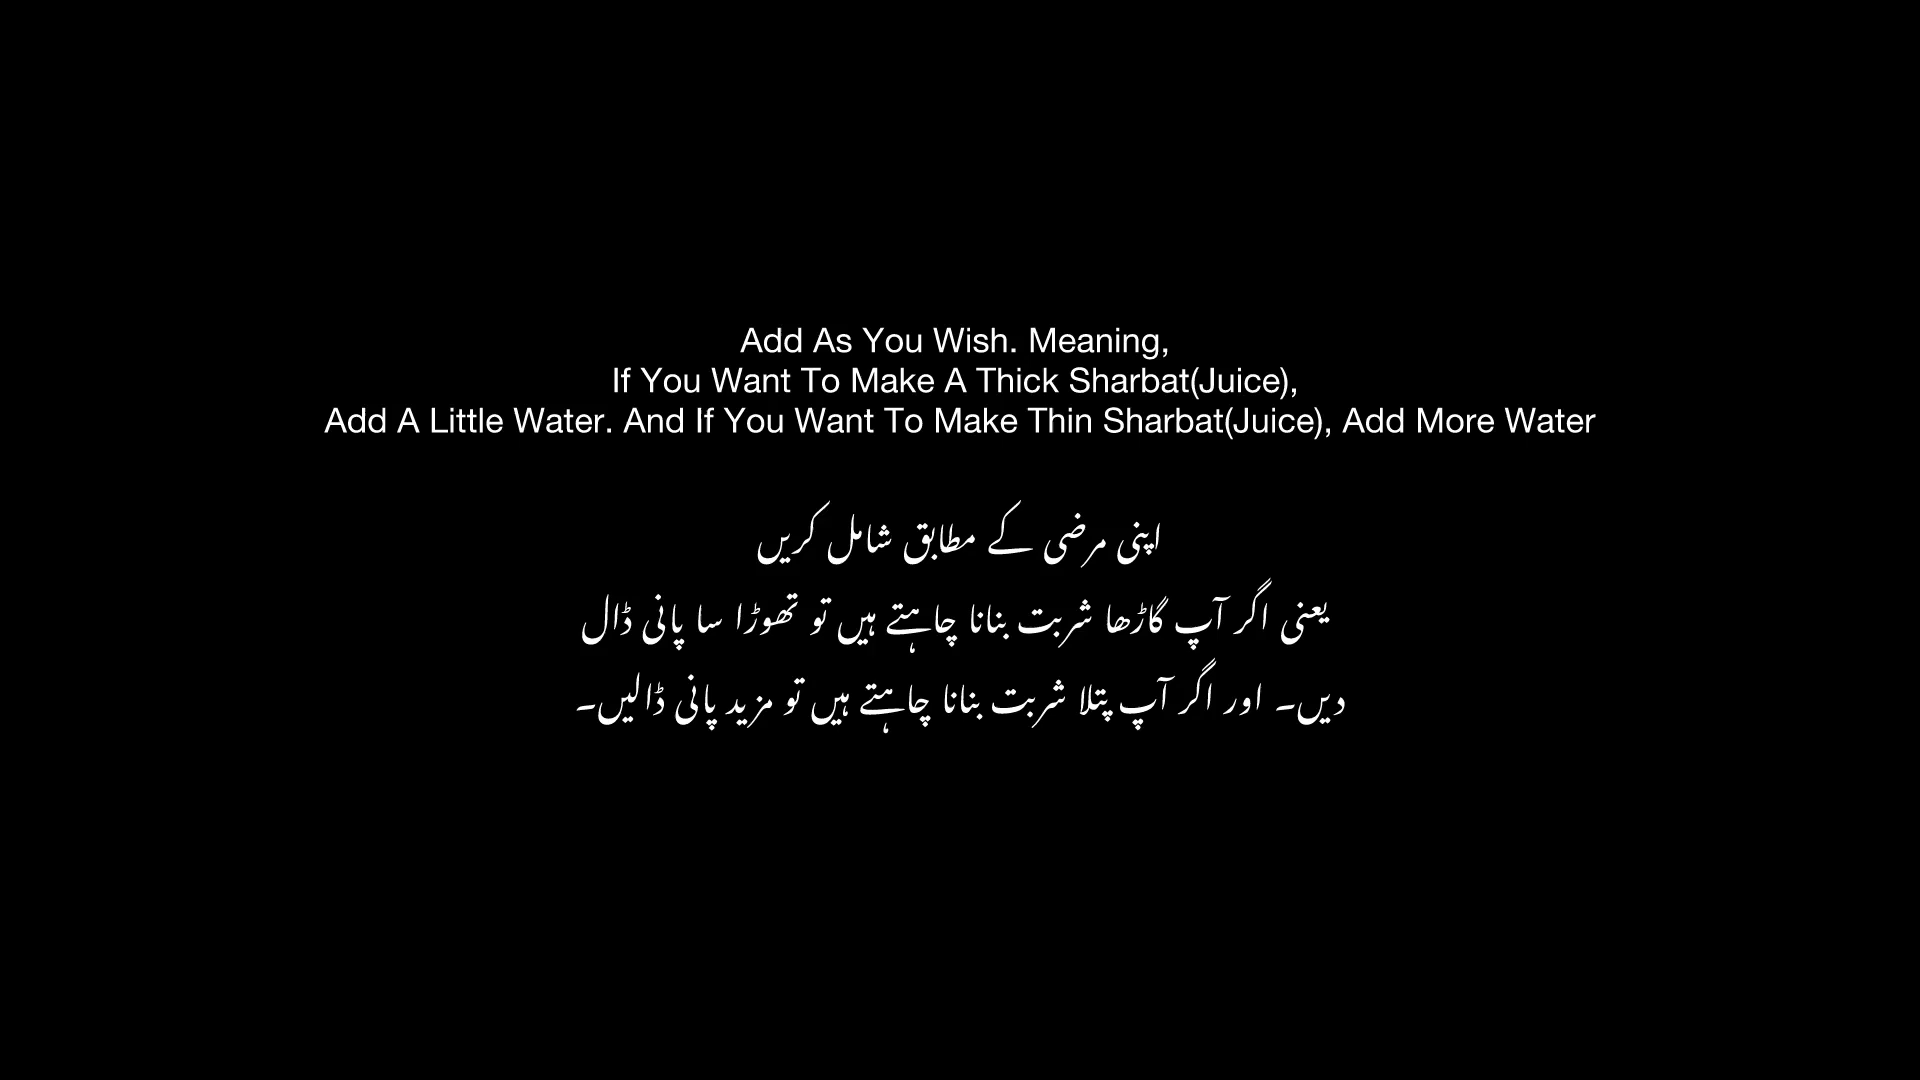 Add As You Wish. Meaning,
If You Want To Make A Thick Sharbat(Juice),
Add A Little Water. And If You Want To Make Thin Sharbat(Juice), Add More Water
اپنی مرضی کے مطابق شامل کریں
یعنی اگر آپ گاڑھا شربت بنانا چاہتے ہیں تو تھوڑا سا پانی ڈال
دیں۔ اور اگر آپ پتلا شربت بنانا چاہتے ہیں تو مزید پانی ڈالیں۔